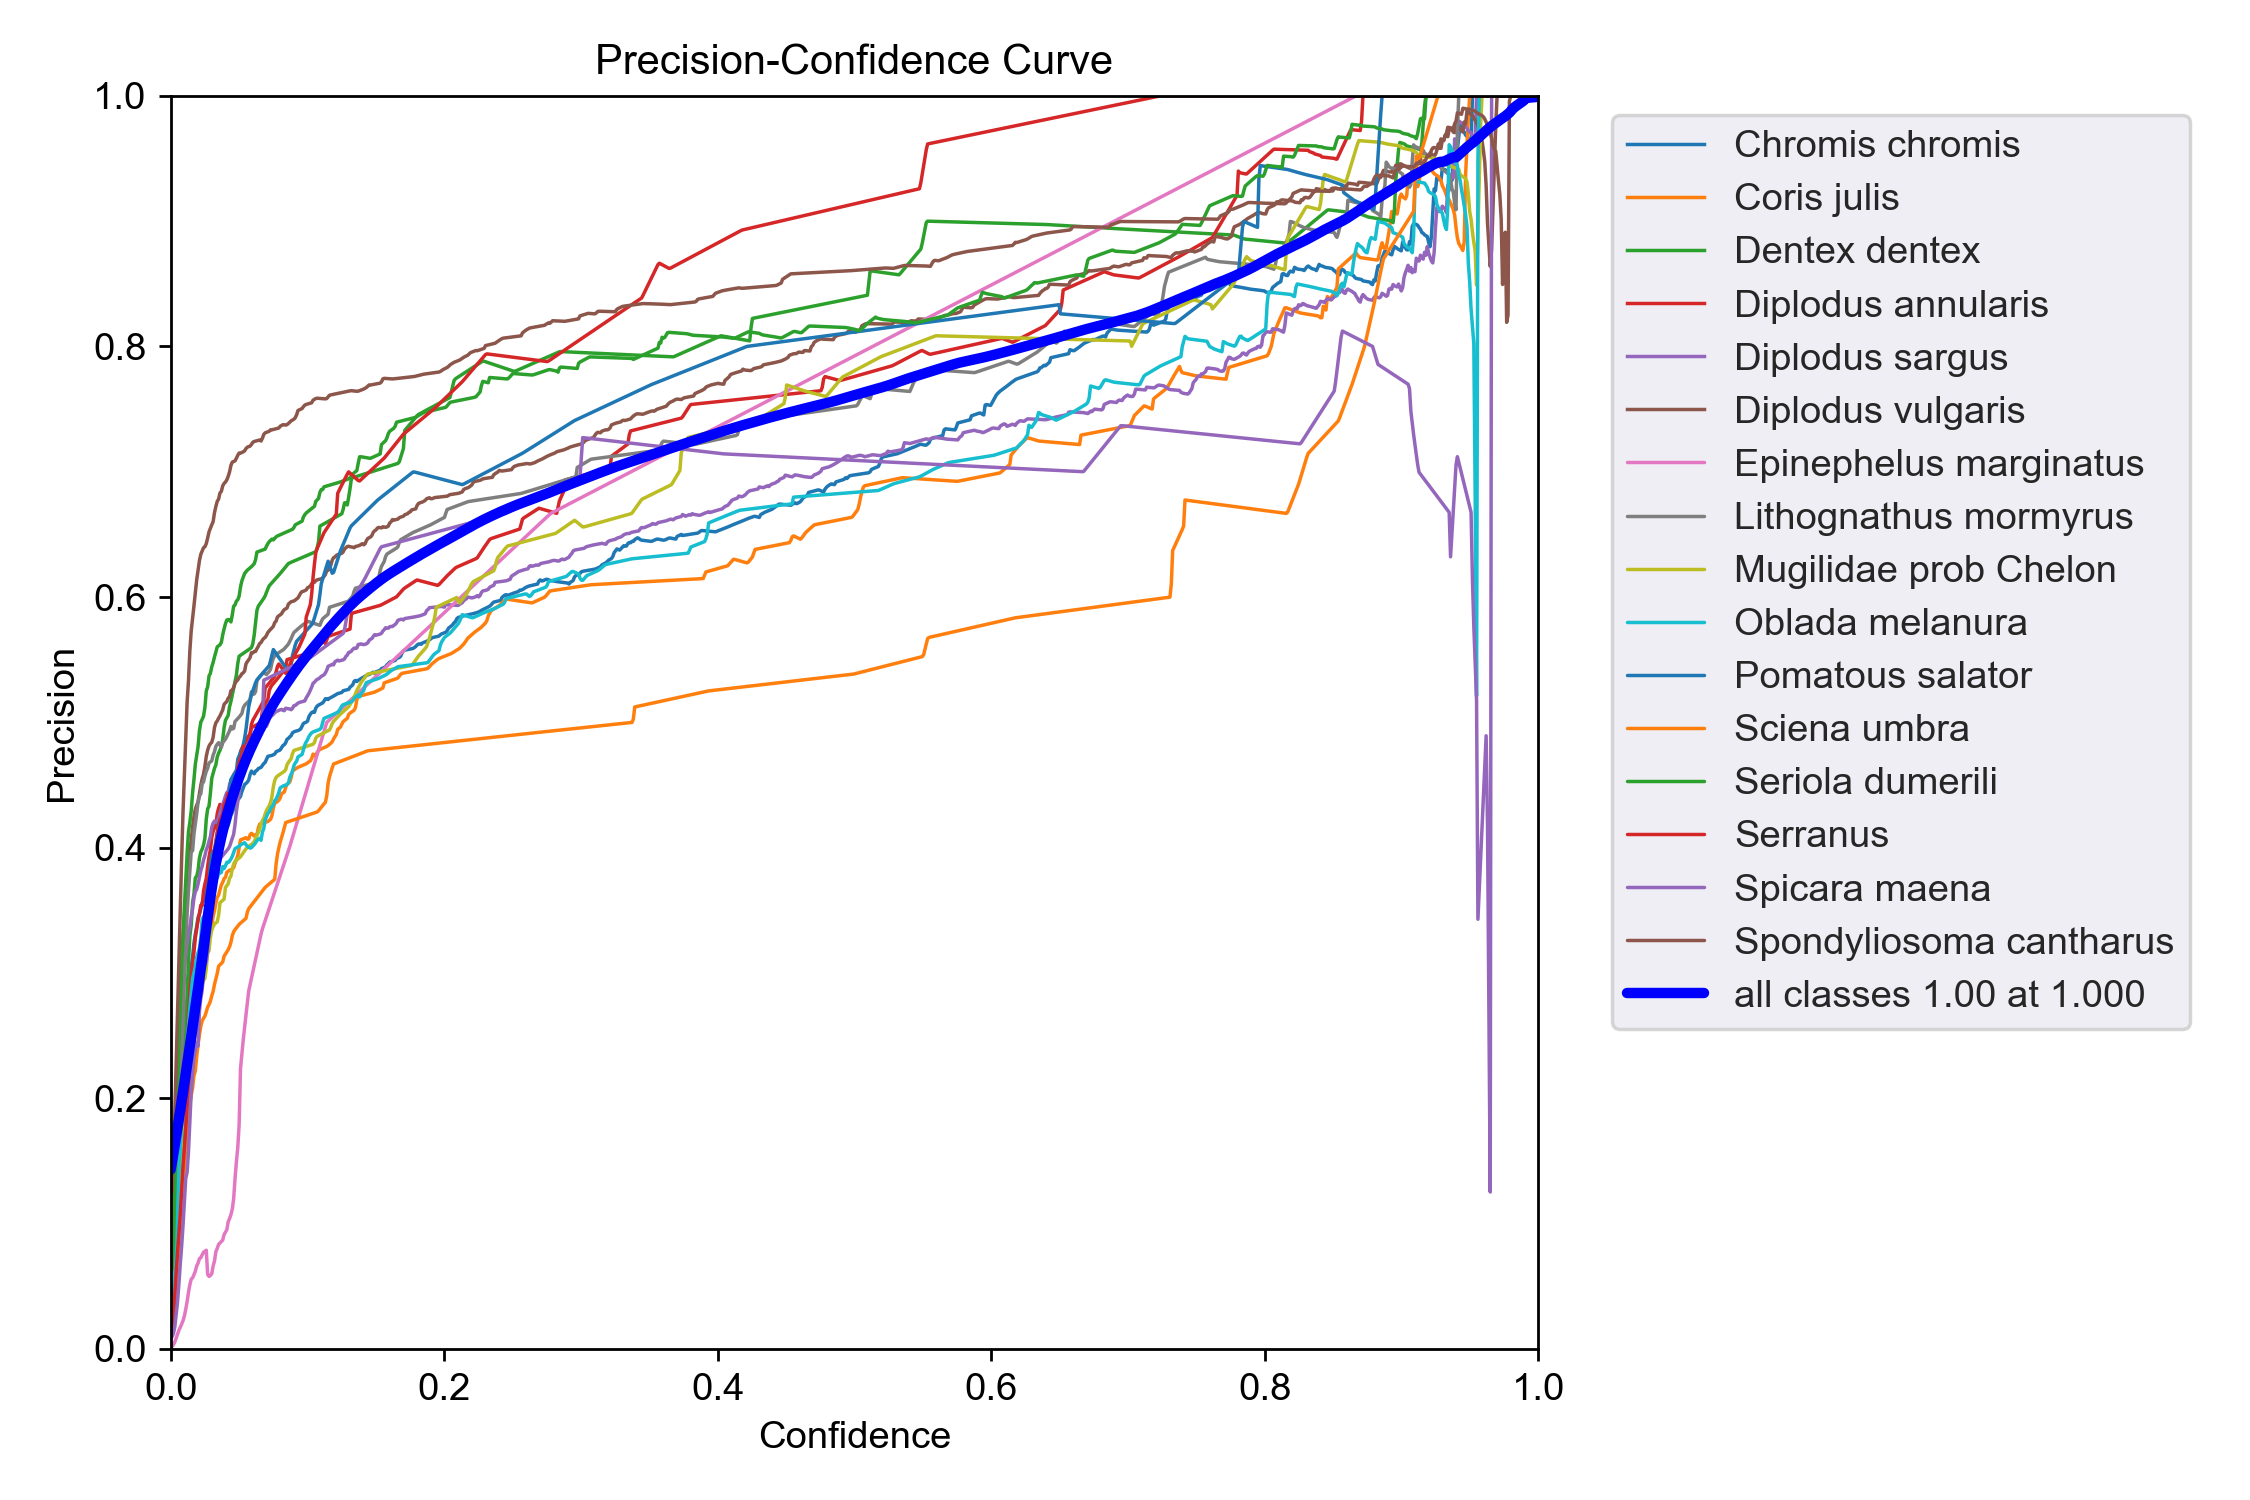 Precision-Confidence Curve
1.0
0.8
0.6
0.4
0.2
0.0
Precision
0.0 0.2 0.4 0.6 0.8 1.0
Confidence
Chromis chromis
Coris julis
Dentex dentex
Diplodus annularis
Diplodus sargus
Diplodus vulgaris
Epinephelus marginatus
Lithognathus mormyrus
Mugilidae prob Chelon
Oblada melanura
Pomatous salator
Sciena umbra
Seriola dumerili
Serranus
Spicara maena
Spondyliosoma cantharus
all classes 1.00 at 1.000